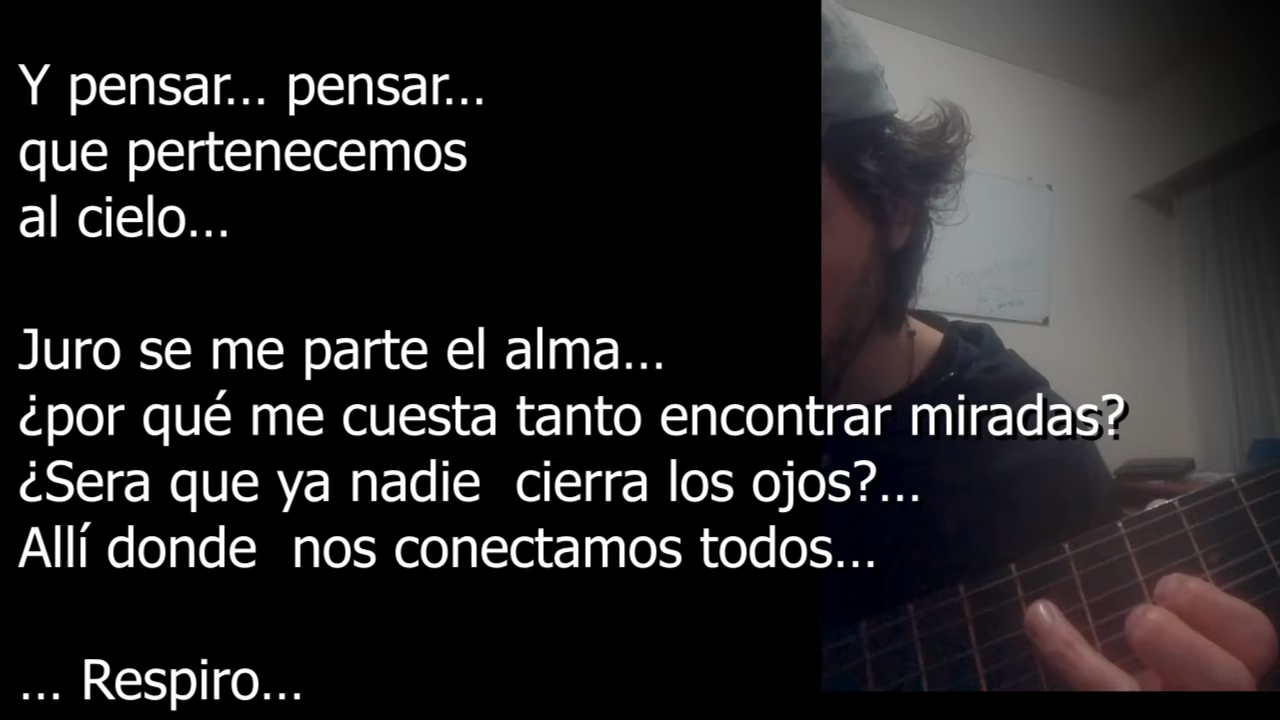 Y pensar... pensar...
que pertenecemos
al cielo...
Juro se me parte el alma...
¿por qué me cuesta tanto encontrar miradas?
¿Sera que ya nadie  cierra los ojos?...
Allí donde  nos conectamos todos...
... Respiro...